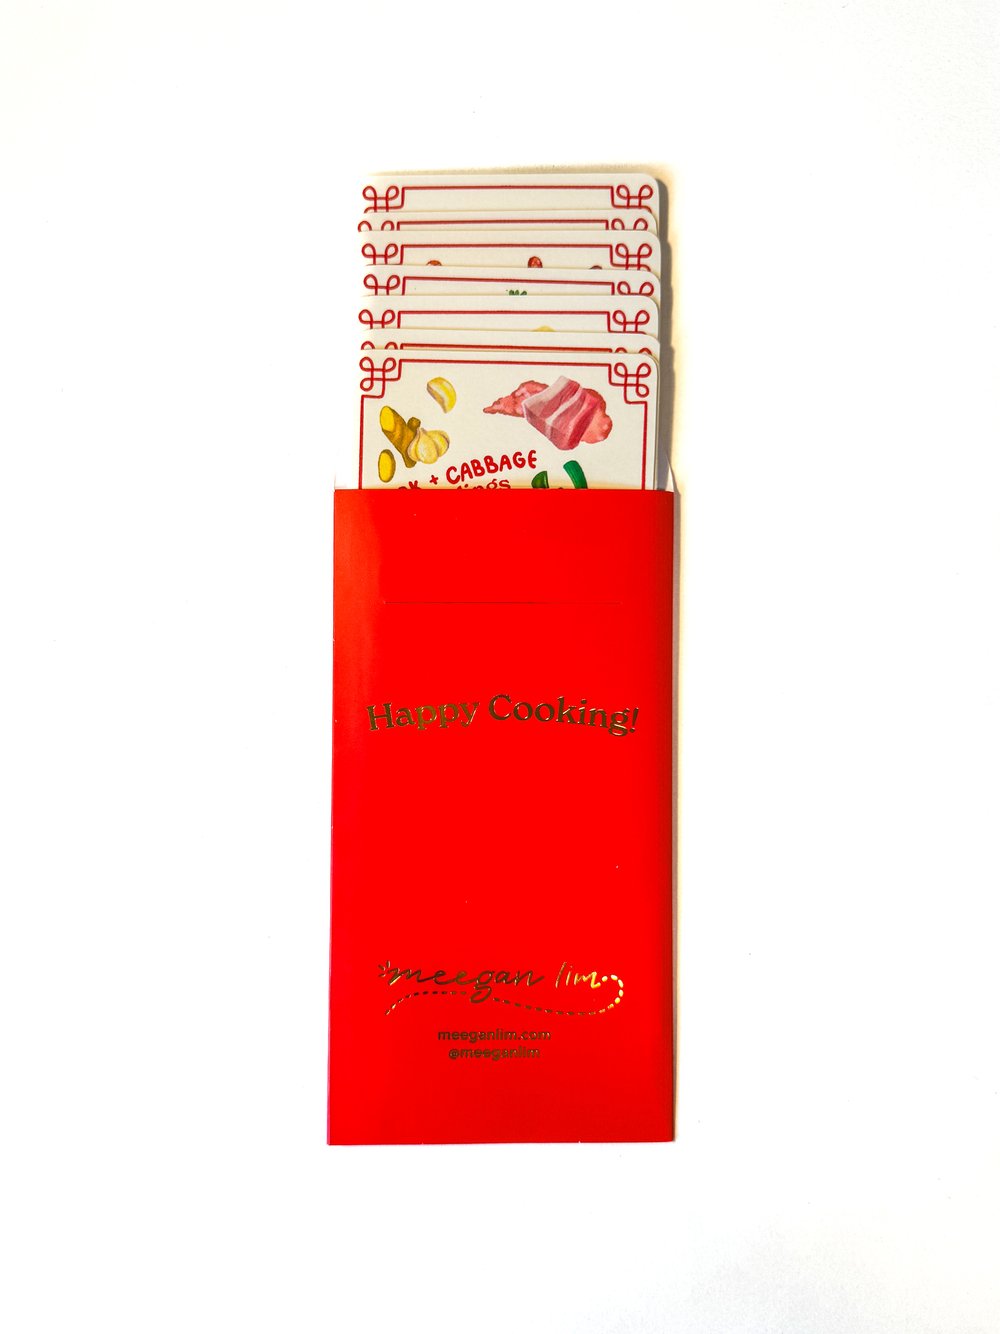 + CABBAGE
Happy Cooking!
meegan lim
meeganlim.com
@meeganlim